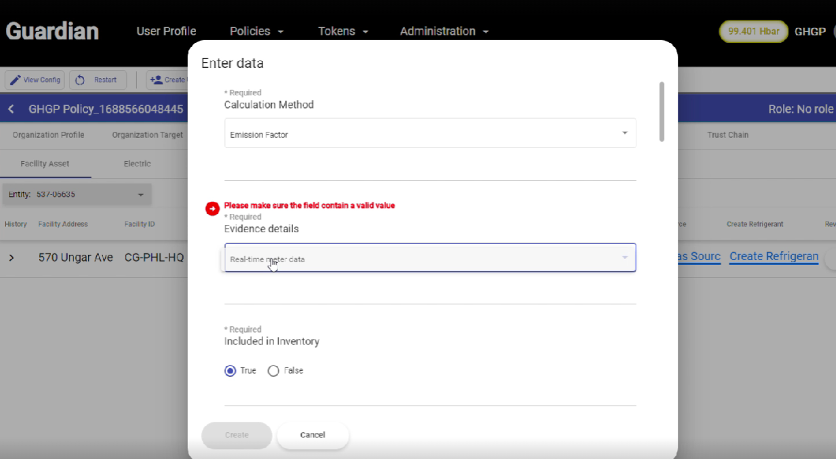 Guardian
User Profile
Policies
Tokens
Administration
99.401 Hbar
GHGP
Enter data
View Config
Restart
Create
GHGP Policy_1688566048445
Role: No role
Organization Profile
Organization Target
Trust Chain
Facility Asset
Electric
Entity: 537-05635
History
Facility Address
Facility ID
rce
Create Refrigerant
Rev
570 Ungar Ave
CG-PHL-HQ
as Sourc
Create Refrigeran
* Required
Calculation Method
Emission Factor
Please make sure the field contain a valid value
* Required
Evidence details
Real-time meter data
* Required
Included in Inventory
True
False
Create
Cancel